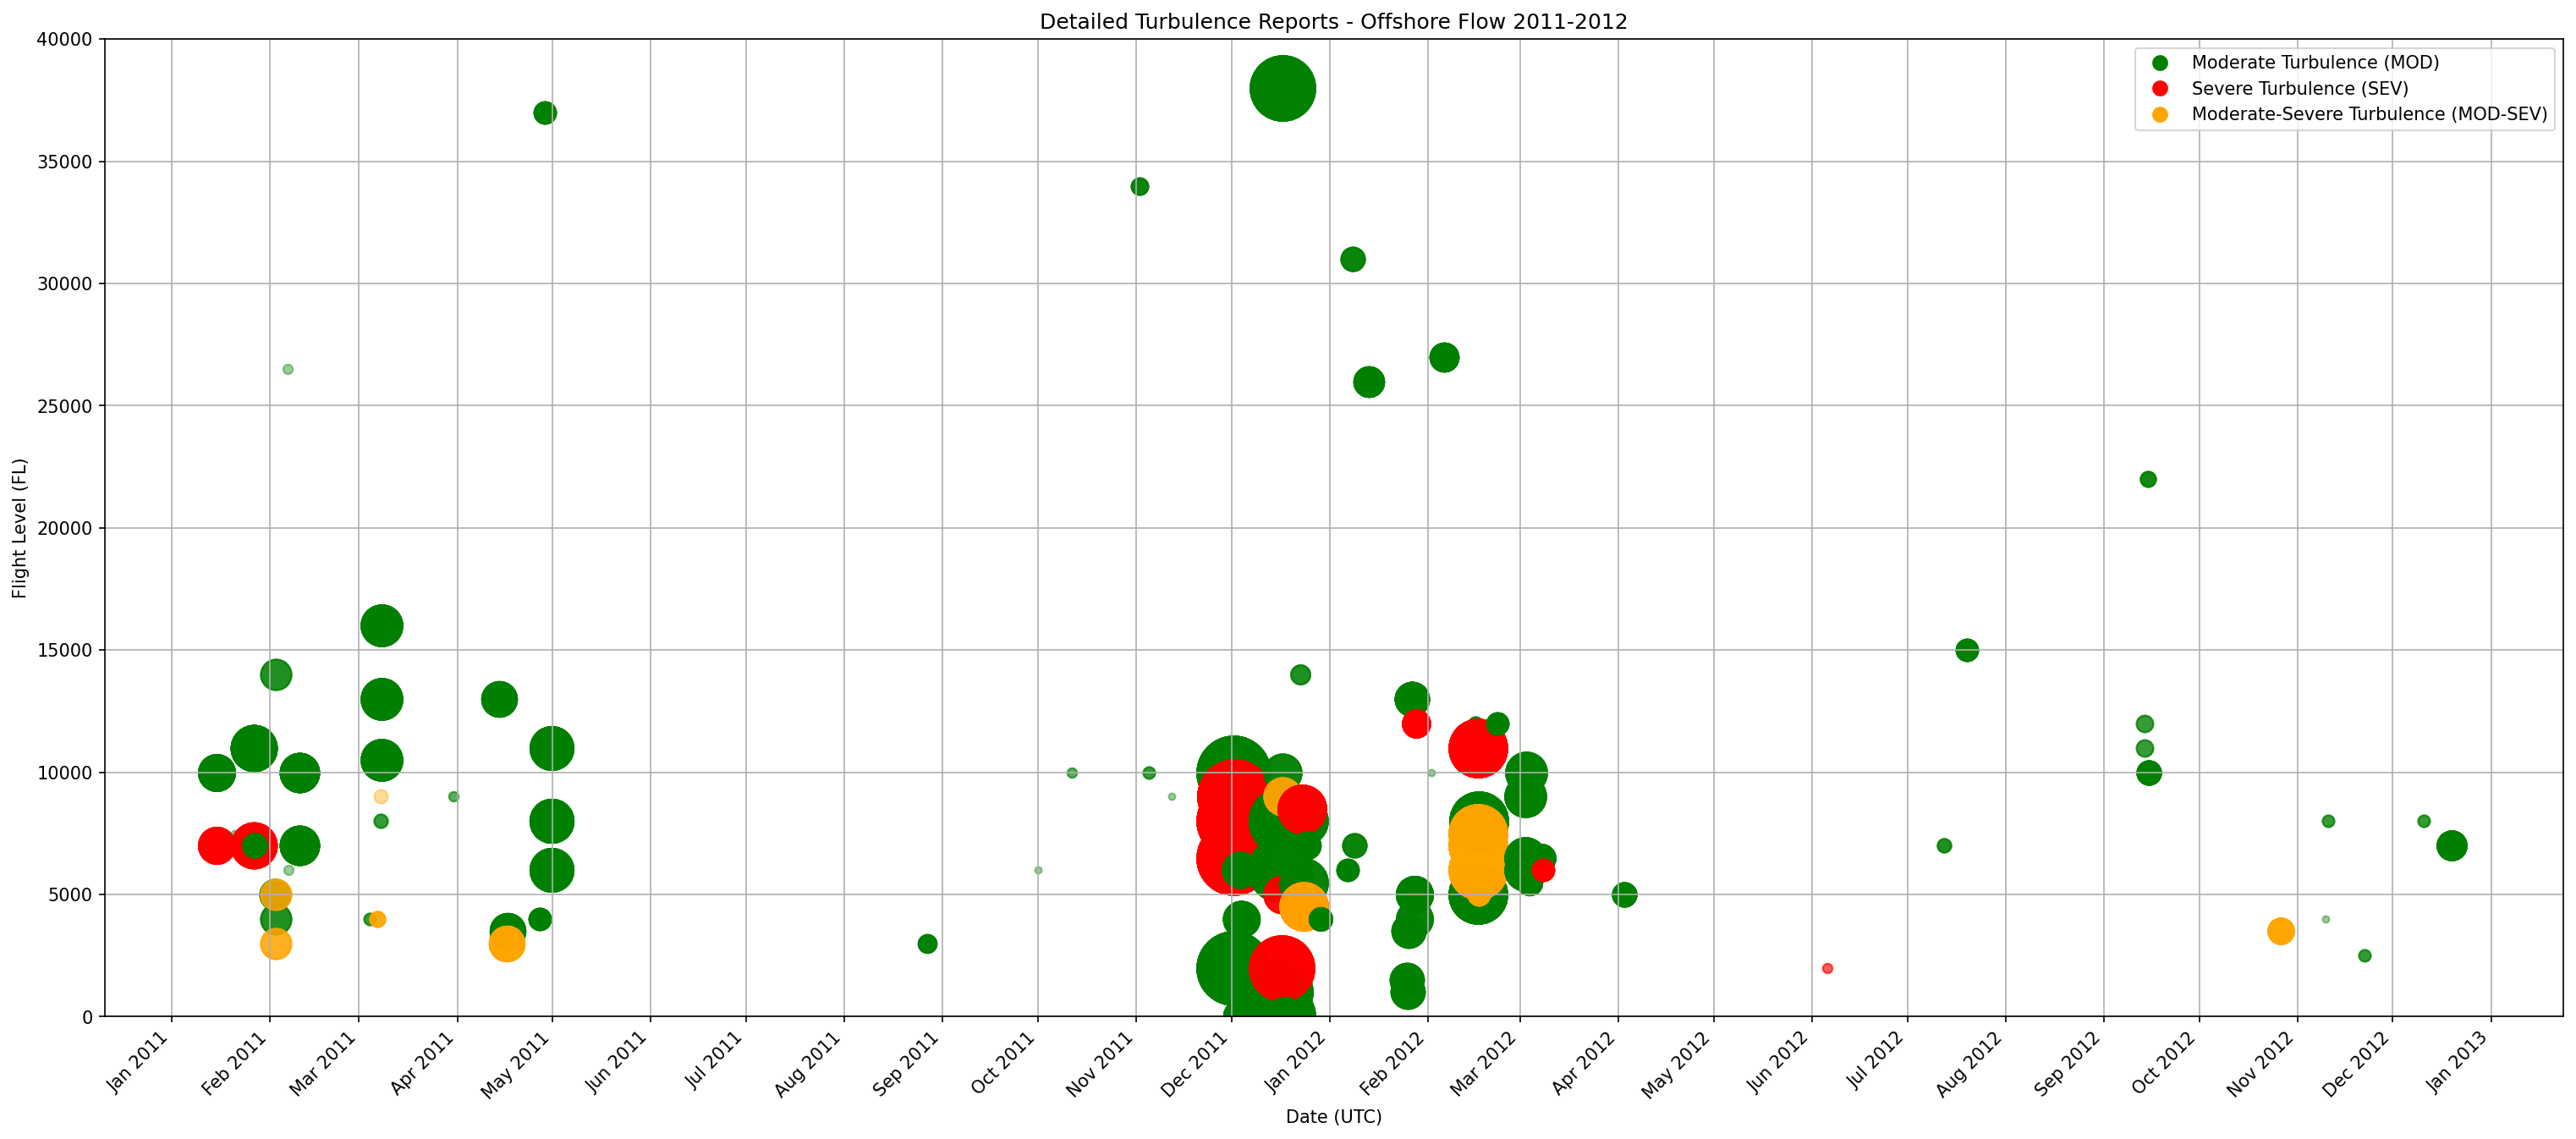 Detailed Turbulence Reports - Offshore Flow 2011-2012
Moderate Turbulence (MOD)
Severe Turbulence (SEV)
Moderate-Severe Turbulence (MOD-SEV)
Flight Level (FL)
40000
35000
30000
25000
20000
15000
10000
5000
0
Jan 2011
Feb 2011
Mar 2011
Apr 2011
May 2011
Jun 2011
Jul 2011
Aug 2011
Sep 2011
Oct 2011
Nov 2011
Dec 2011
Jan 2012
Feb 2012
Mar 2012
Apr 2012
May 2012
Jun 2012
Jul 2012
Aug 2012
Sep 2012
Oct 2012
Nov 2012
Dec 2012
Jan 2013
Date (UTC)